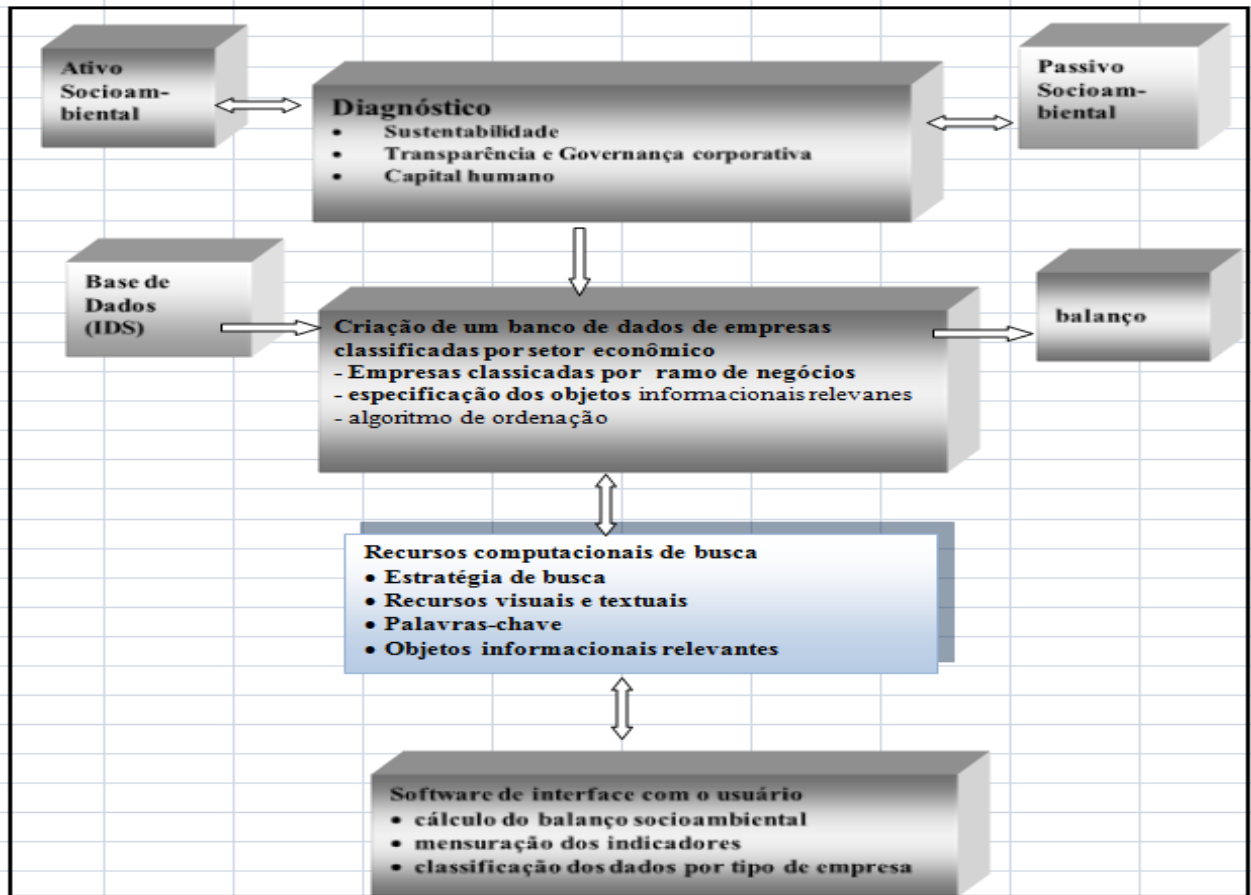 Ativo
Socioam-
biental
Diagnóstico
• Sustentabilidade
• Transparência e Governança corporativa
• Capital humano
Passivo
Socioam-
biental
Base de
Dados
(IDS)
Criação de um banco de dados de empresas
classificadas por setor econômico
- Empresas classicadas por ramo de negócios
- especificação dos objetos informacionais relevanes
- algoritmo de ordenação
balanço
Recursos computacionais de busca
• Estratégia de busca
• Recursos visuais e textuais
• Palavras-chave
• Objetos informacionais relevantes
Software de interface com o usuário
• cálculo do balanço socioambiental
• mensuração dos indicadores
• classificação dos dados por tipo de empresa